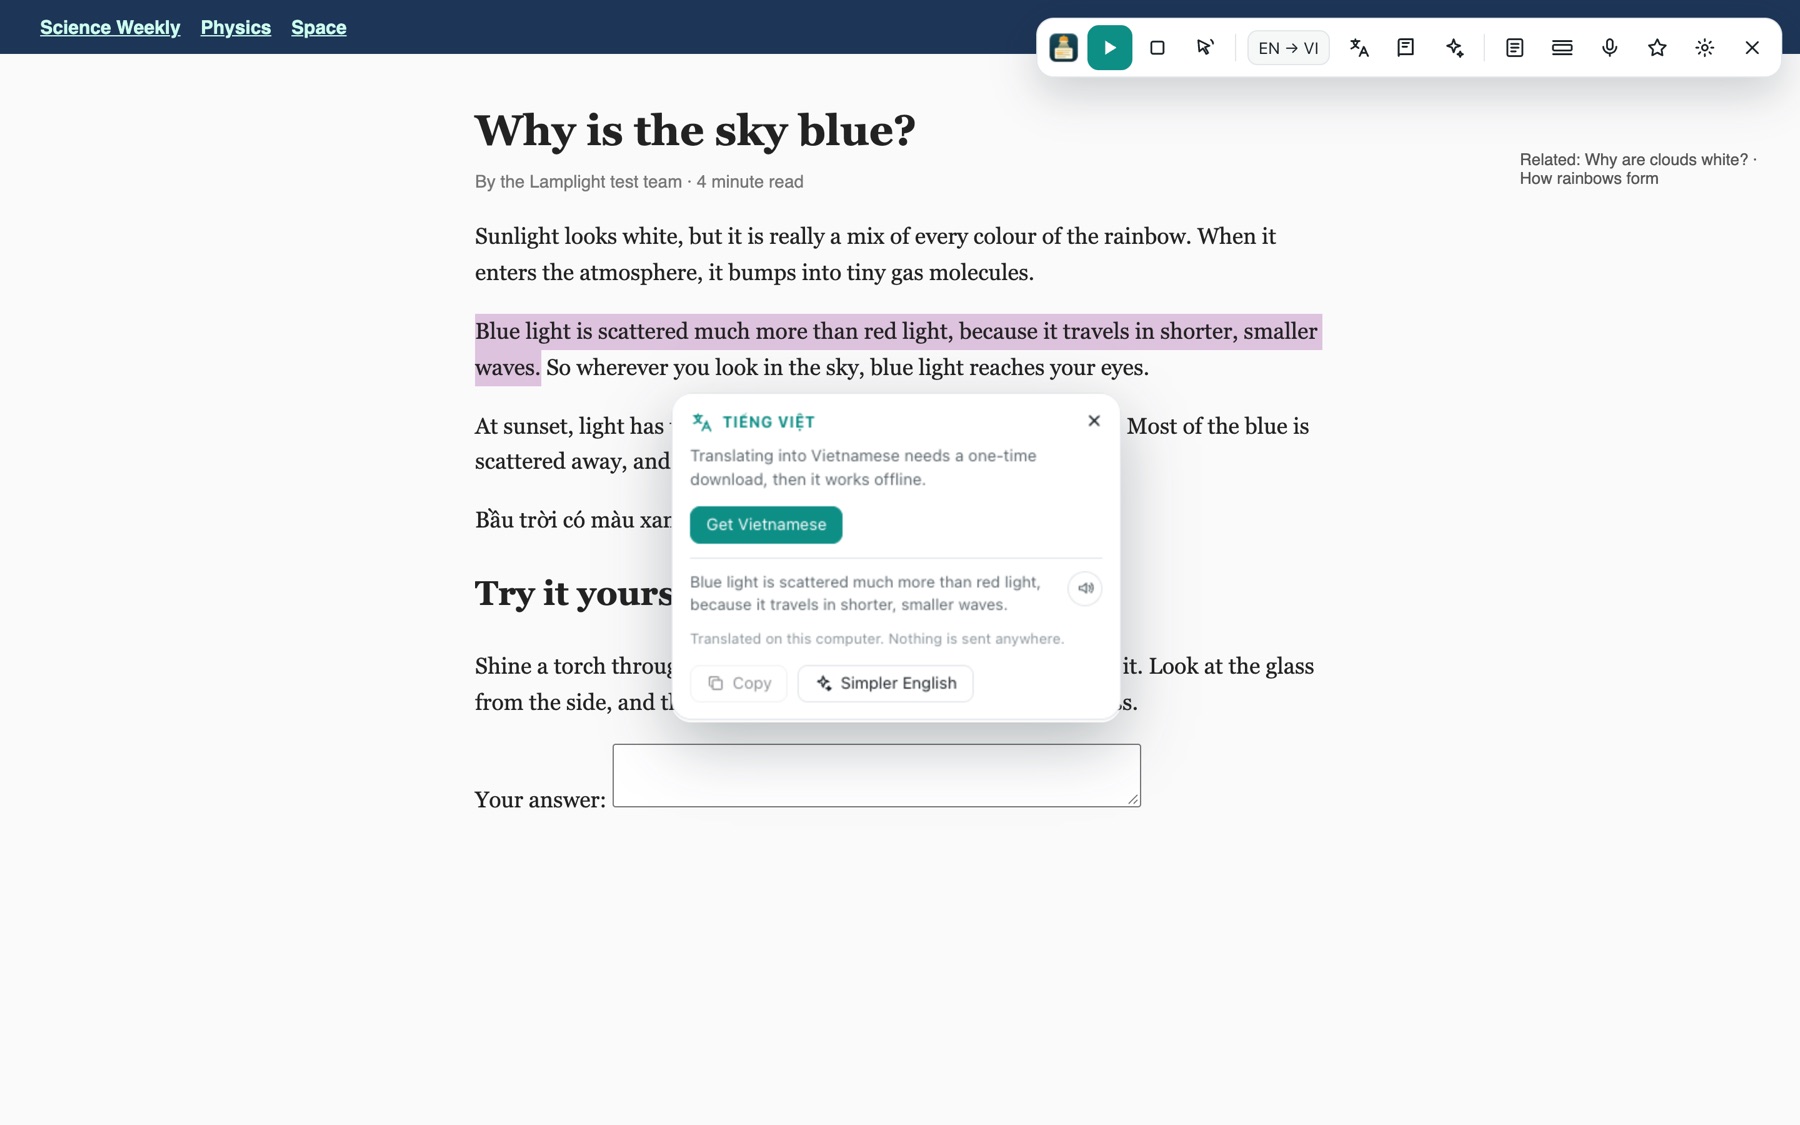 Science Weekly Physics Space
EN → VI
Why is the sky blue?
By the Lamplight test team · 4 minute read
Related: Why are clouds white? ·
How rainbows form
Sunlight looks white, but it is really a mix of every colour of the rainbow. When it
enters the atmosphere, it bumps into tiny gas molecules.
Blue light is scattered much more than red light, because it travels in shorter, smaller
waves. So wherever you look in the sky, blue light reaches your eyes.
At sunset, light has
Most of the blue is
scattered away, and
Bầu trời có màu
Try it
Shine a torch
it. Look at the glass
from the side, and
TIẾNG VIỆT
Translating into Vietnamese needs a one-time
download, then it works offline.
Get Vietnamese
Blue light is scattered much more than red light,
because it travels in shorter, smaller waves.
Translated on this computer. Nothing is sent anywhere.
Copy
Simpler English
Your answer: